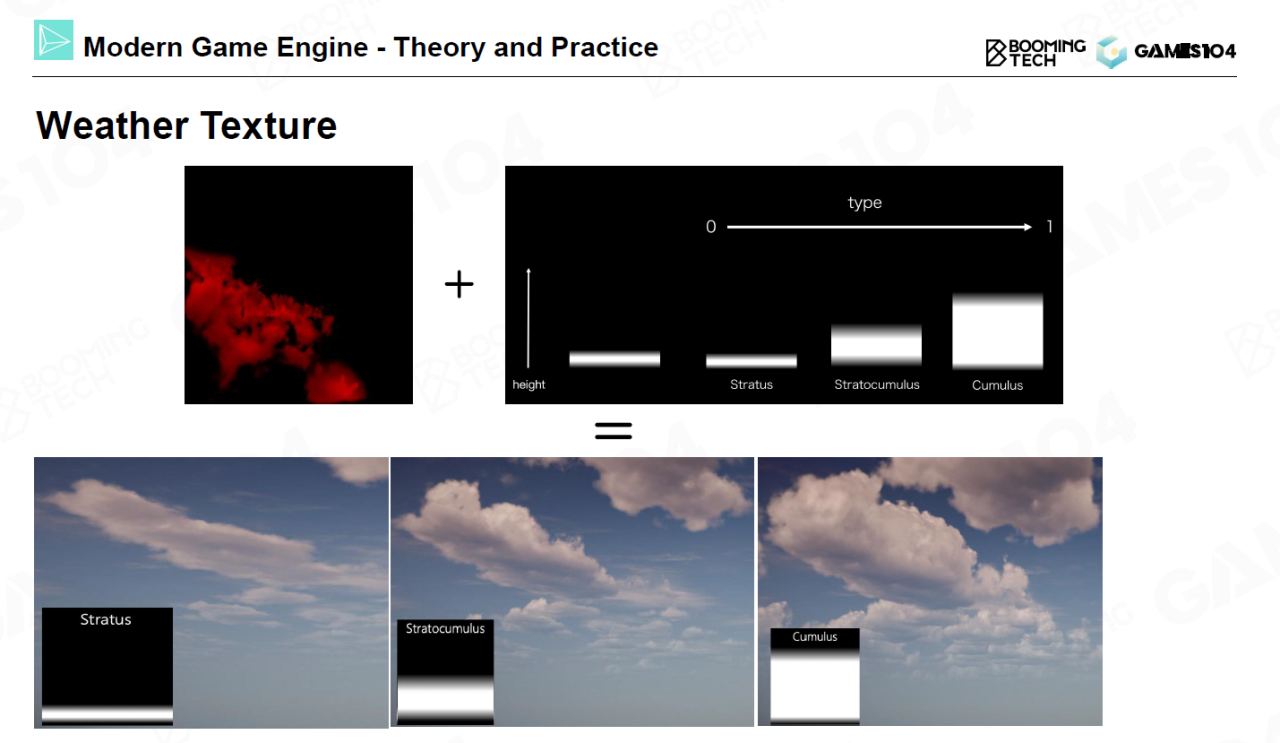 Modern Game Engine - Theory and Practice
BOOMING
TECH
GAMES104
Weather Texture
type
0
1
+
height
Stratus
Stratocumulus
Cumulus
=
Stratus
Stratocumulus
Cumulus